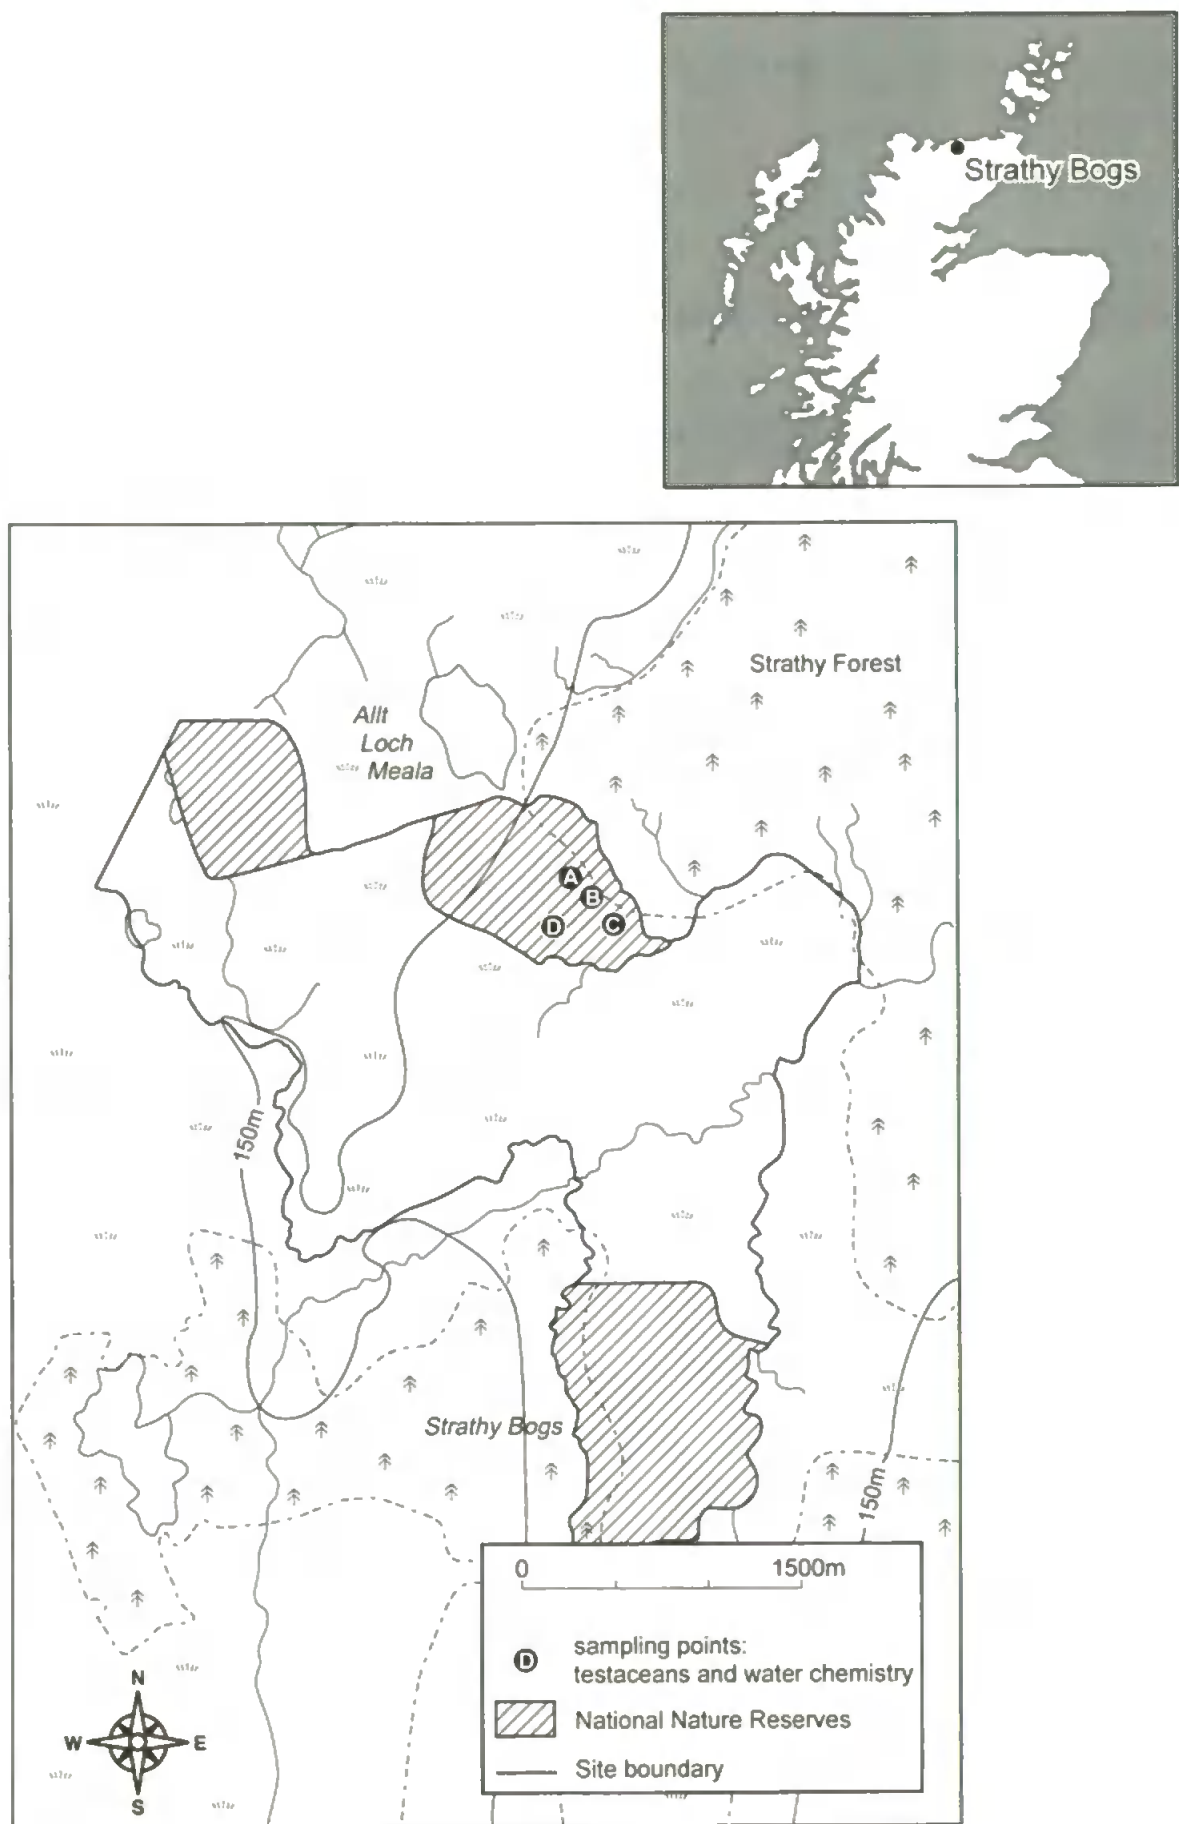 Strathy Bogs
Strathy Forest
Allt
Loch
Meala
A
B
D
C
150m
Strathy Bogs
150m
0 1500m
D sampling points:
testaceans and water chemistry
National Nature Reserves
Site boundary
N
W E
S